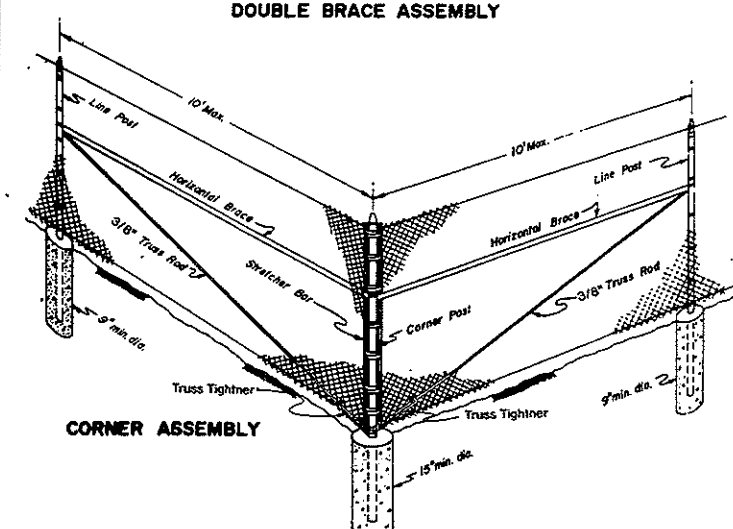 DOUBLE BRACE ASSEMBLY
10' Max.
10' Max.
Line Post
Line Post
Horizontal Brace
Horizontal Brace
3/8" Truss Rod
Stretcher Bar
3/8" Truss Rod
Corner Post
9" min. dia.
Truss Tightner
Truss Tightner
9" min. dia.
CORNER ASSEMBLY
15" min. dia.